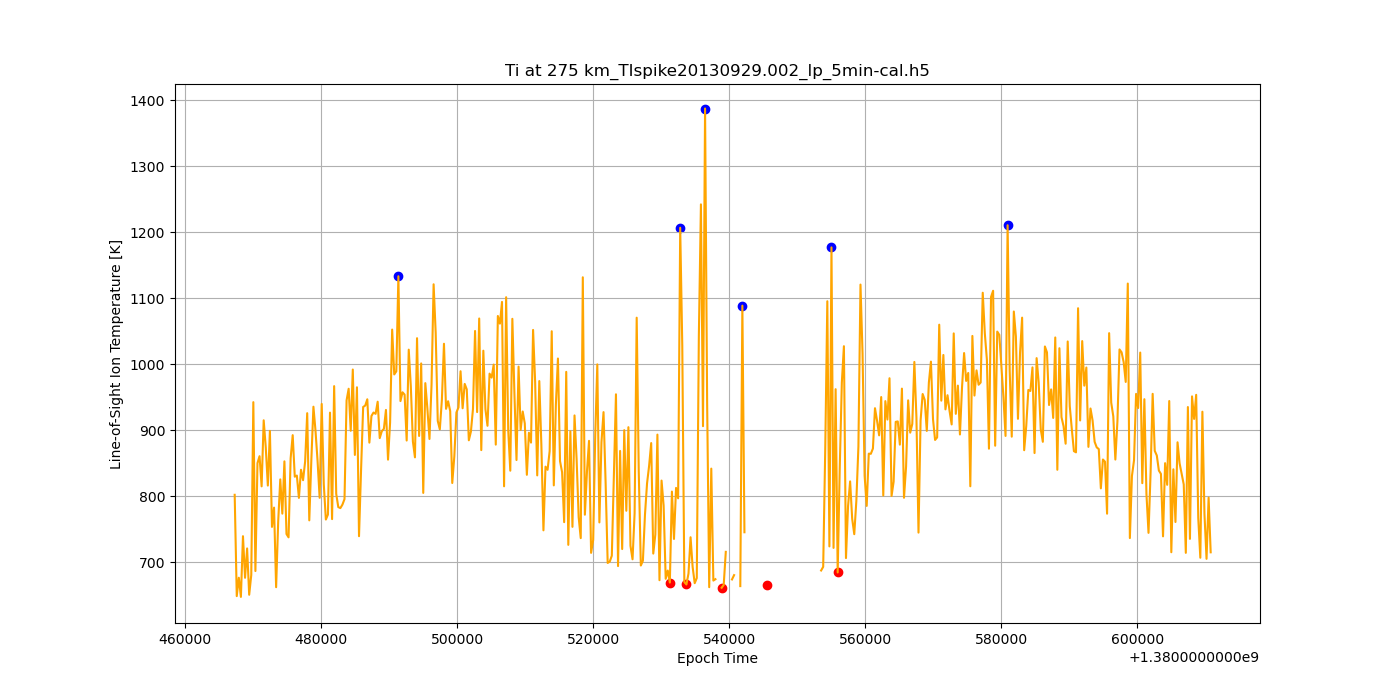 Ti at 275 km_TIspike20130929.002_lp_5min-cal.h5
Line-of-Sight Ion Temperature [K]
1400
1300
1200
1100
1000
900
800
700
460000 480000 500000 520000 540000 560000 580000 600000
Epoch Time
+1.3800000000e9